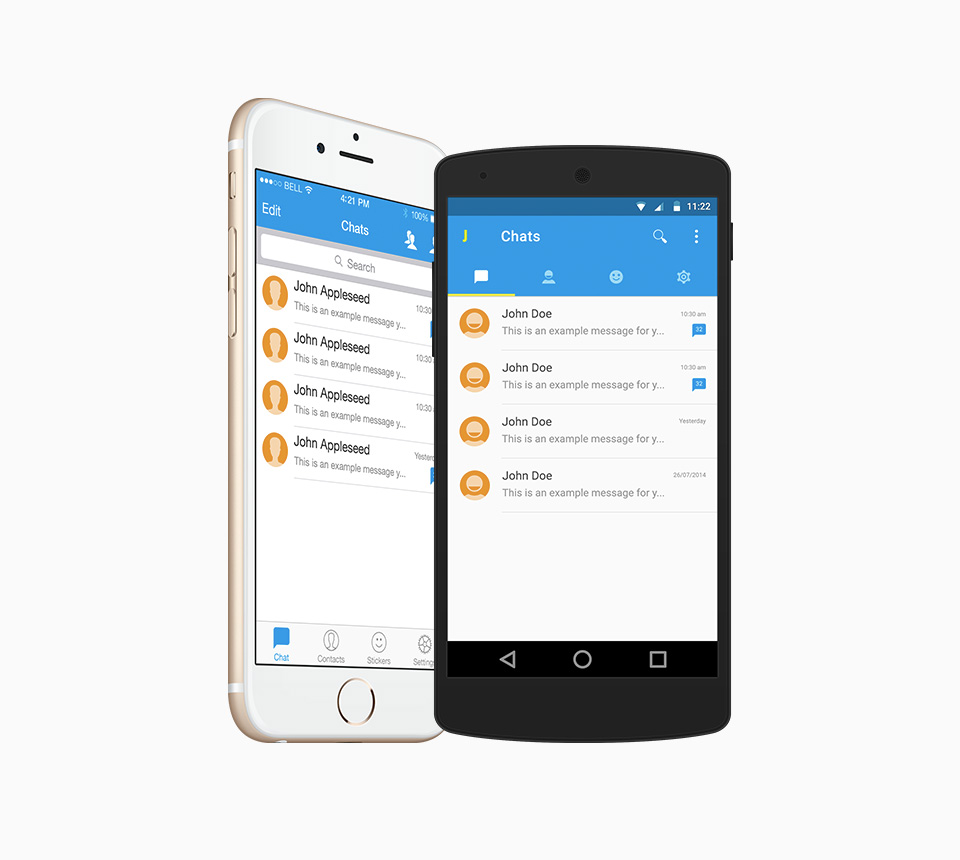 BELL
4:21 PM
100%
Edit
Chats
Search
John Appleseed
10:30
This is an example message y...
John Appleseed
10:30
This is an example message y...
John Appleseed
10:30
This is an example message y...
John Appleseed
This is an example message y...
Chat
Contacts
Stickers
11:22
J
Chats
John Doe
10:30 am
This is an example message for y...
32
John Doe
10:30 am
This is an example message for y...
32
John Doe
Yesterday
This is an example message for y...
John Doe
26/07/2014
This is an example message for y...